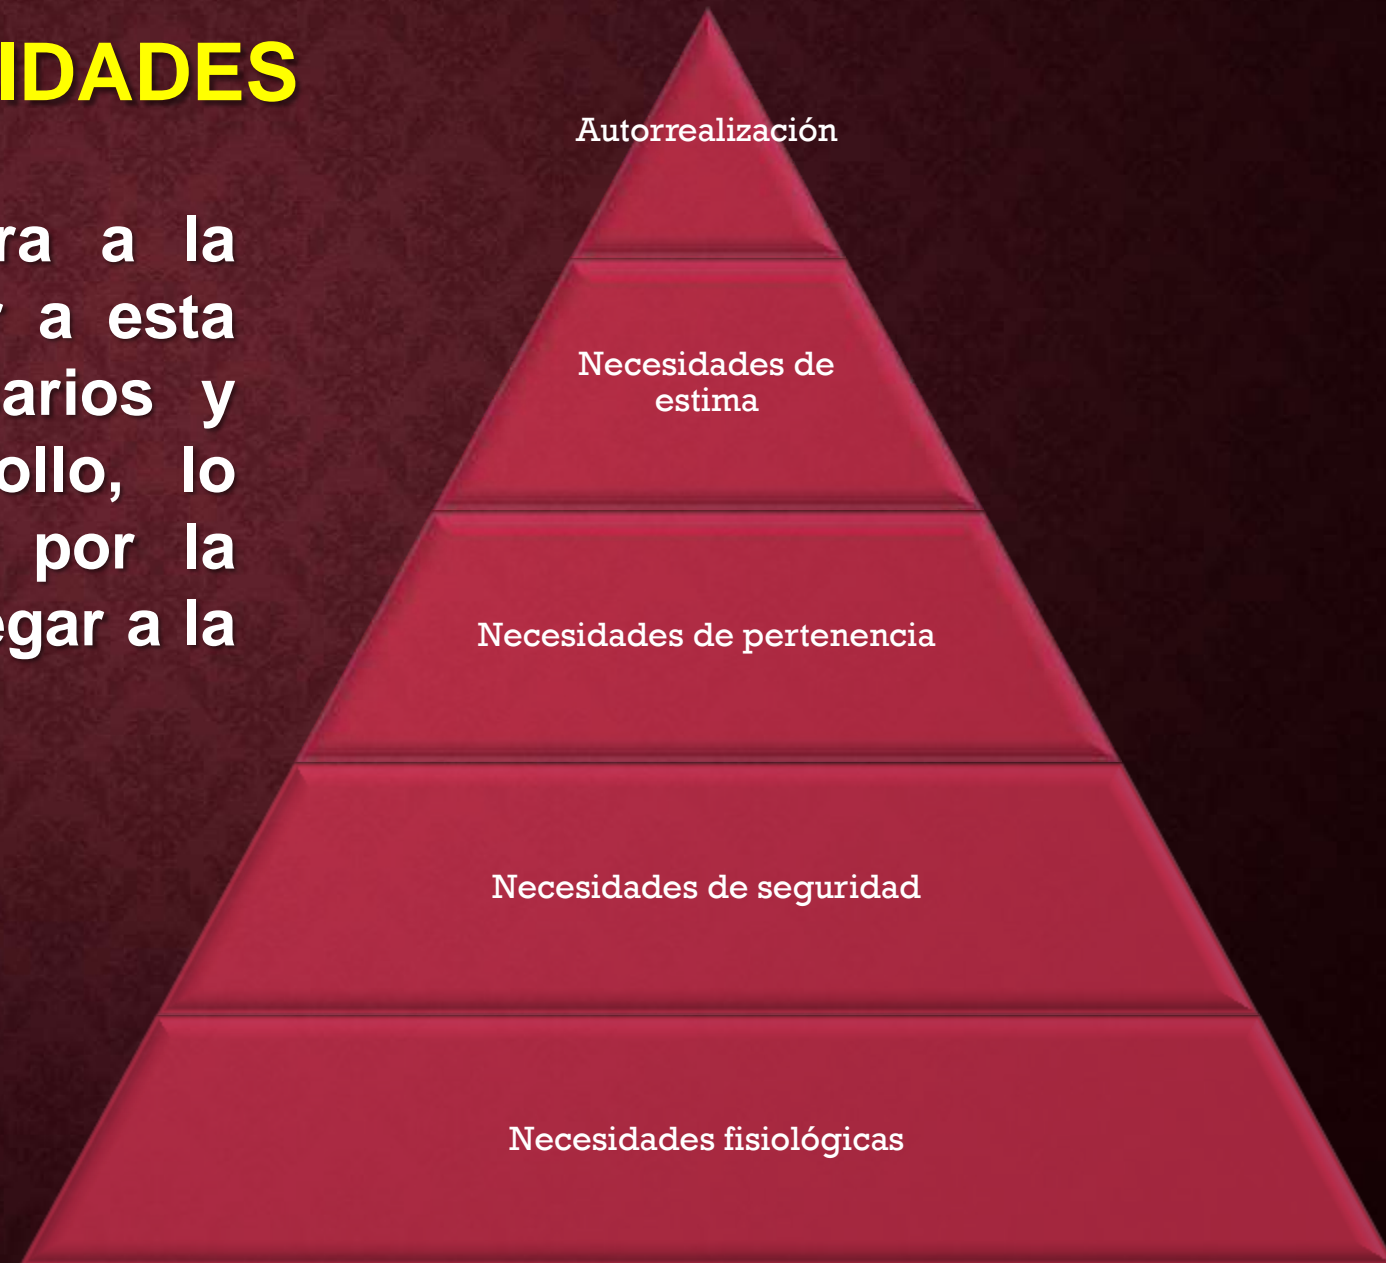 IDADES
ra a la
r a esta
arios y
ollo, lo
por la
egar a la
Autorrealización
Necesidades de
estima
Necesidades de pertenencia
Necesidades de seguridad
Necesidades fisiológicas